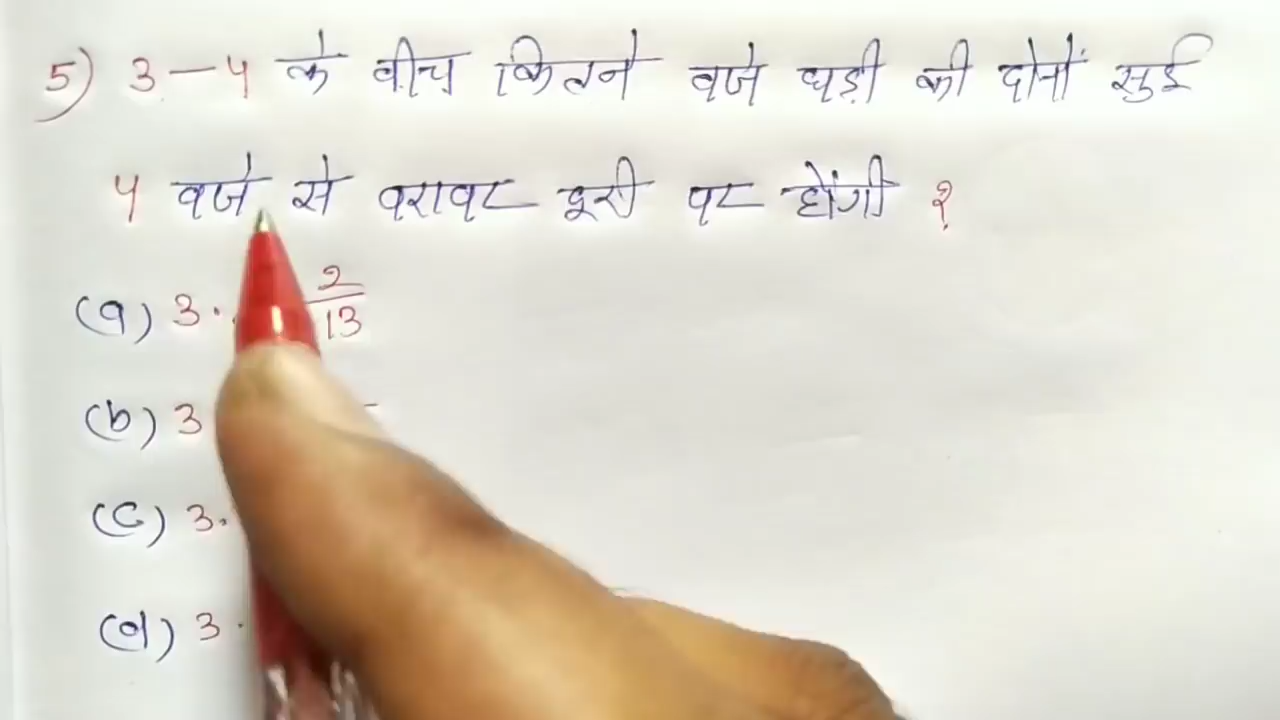 5) 3-4 के बीच कितने बजे घड़ी की दोनों सुई
4 बजे से बराबर दूरी पर होंगी ?
(a) 3. 2/13
(b) 3
(c) 3.
(d) 3.